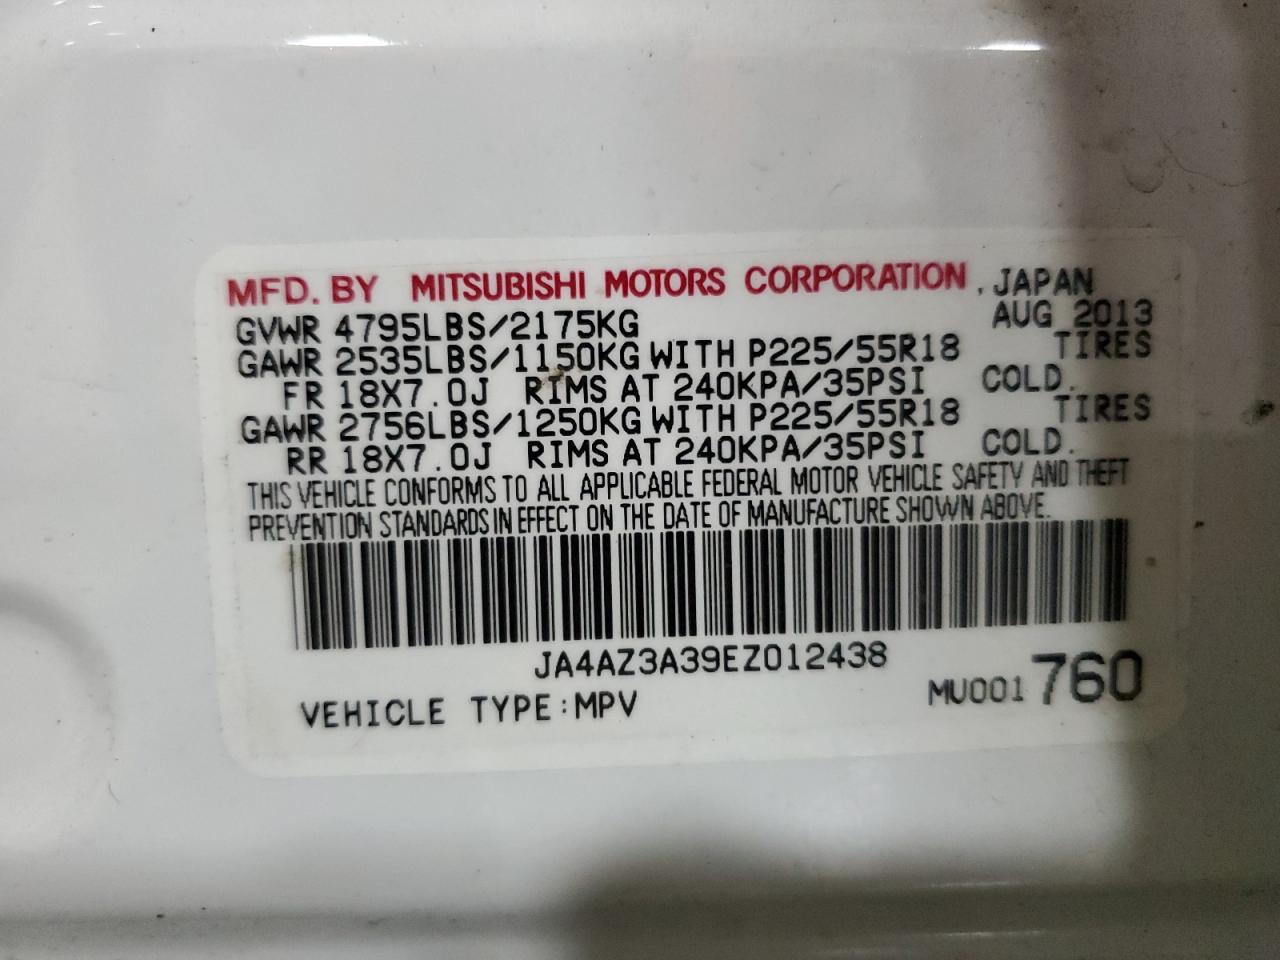 MFD. BY MITSUBISHI MOTORS CORPORATION, JAPAN
GVWR 4795LBS/2175KG AUG 2013
GAWR 2535LBS/1150KG WITH P225/55R18 TIRES
FR 18X7.0J RIMS AT 240KPA/35PSI COLD.
GAWR 2756LBS/1250KG WITH P225/55R18 TIRES
RR 18X7.0J RIMS AT 240KPA/35PSI COLD.
THIS VEHICLE CONFORMS TO ALL APPLICABLE FEDERAL MOTOR VEHICLE SAFETY AND THEFT
PREVENTION STANDARDS IN EFFECT ON THE DATE OF MANUFACTURE SHOWN ABOVE.
JA4AZ3A39EZ012438
VEHICLE TYPE:MPV MU001760